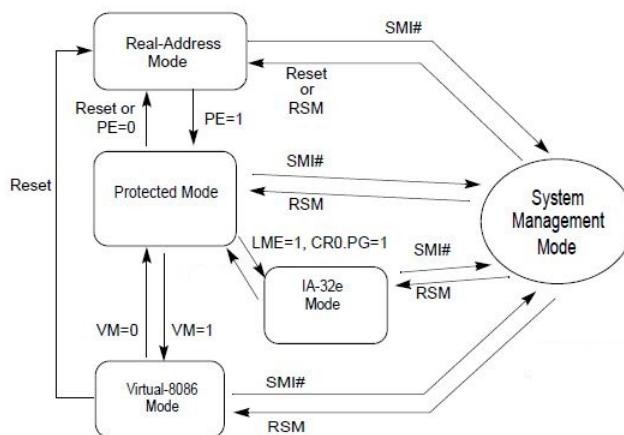 SMI#
Real-Address
Mode
Reset
or
RSM
Reset or
PE=0
PE=1
SMI#
Reset
Protected Mode
RSM
System
Management
Mode
LME=1, CR0.PG=1
SMI#
IA-32e
Mode
RSM
VM=0
VM=1
Virtual-8086
Mode
SMI#
RSM